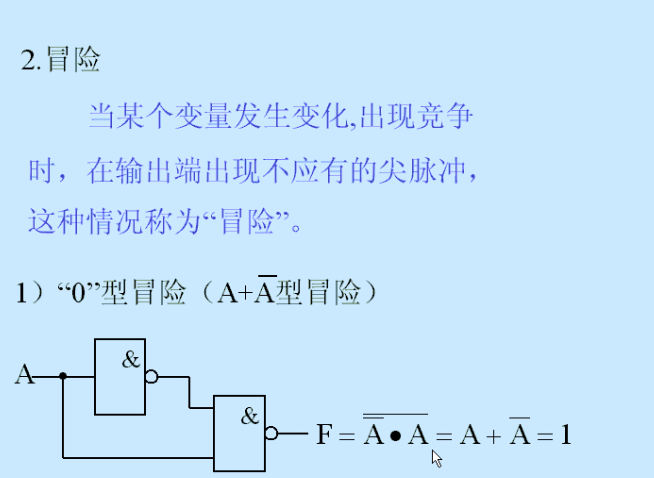 2.冒险
当某个变量发生变化,出现竞争
时，在输出端出现不应有的尖脉冲，
这种情况称为“冒险”。
1）“0”型冒险（A+A̅型冒险）
&
A
&
F = \overline{\overline{A} • A} = A + A̅ = 1